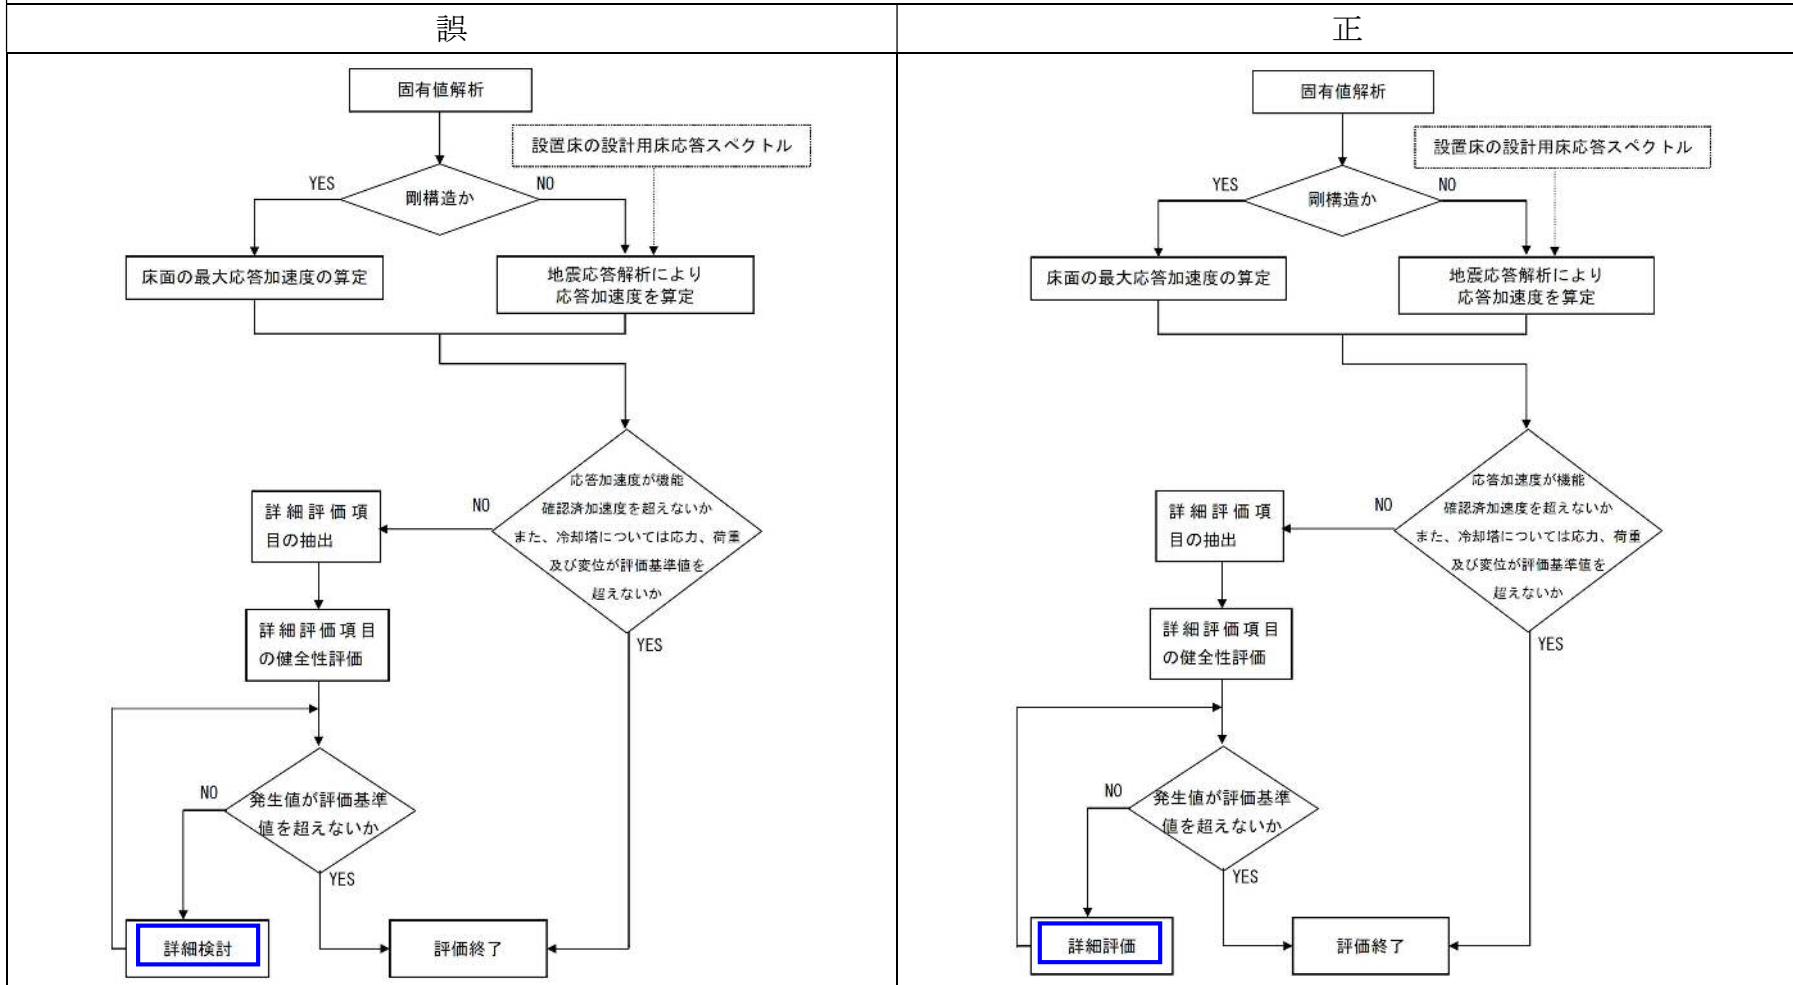 誤
固有値解析
設置床の設計用床応答スペクトル
YES
NO
剛構造か
床面の最大応答加速度の算定
地震応答解析により
応答加速度を算定
応答加速度が機能
確認済加速度を超えないか
また、冷却塔については応力、荷重
及び変位が評価基準値を
超えないか
NO
詳細評価項
目の抽出
詳細評価項目
の健全性評価
YES
NO
発生値が評価基準
値を超えないか
YES
詳細検討
評価終了
正
固有値解析
設置床の設計用床応答スペクトル
YES
NO
剛構造か
床面の最大応答加速度の算定
地震応答解析により
応答加速度を算定
応答加速度が機能
確認済加速度を超えないか
また、冷却塔については応力、荷重
及び変位が評価基準値を
超えないか
NO
詳細評価項
目の抽出
詳細評価項目
の健全性評価
YES
NO
発生値が評価基準
値を超えないか
YES
詳細評価
評価終了